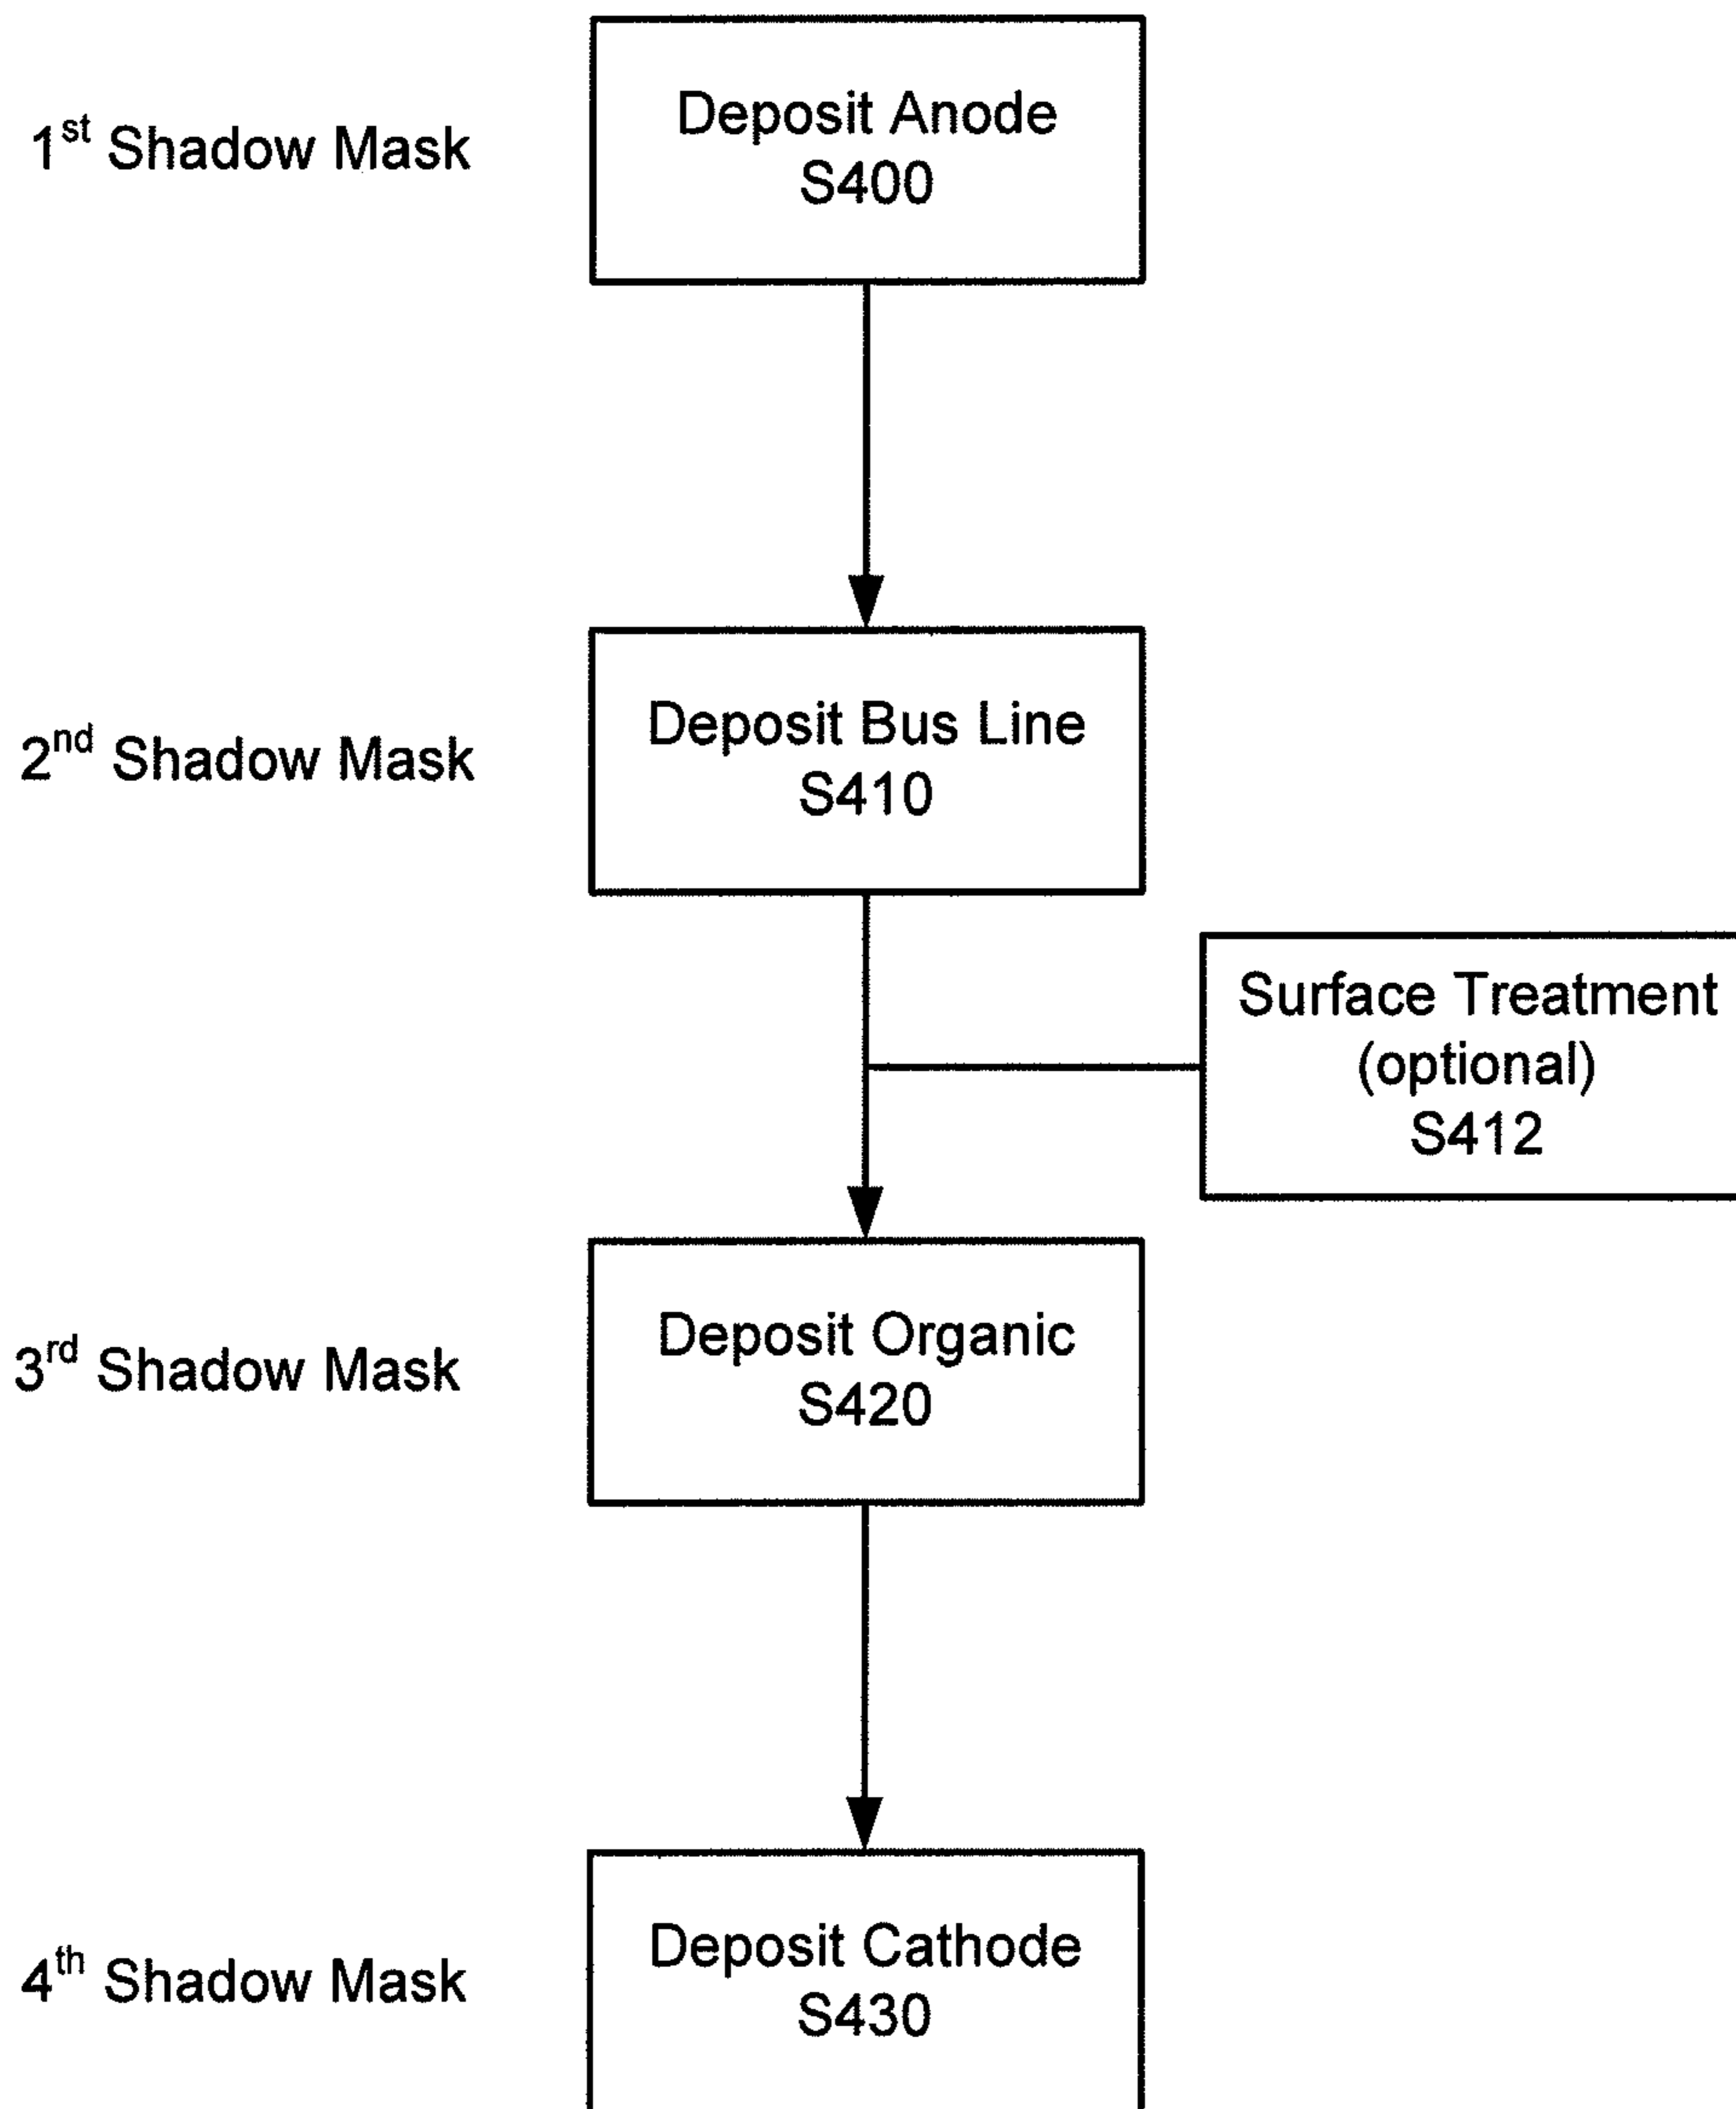 1st Shadow Mask
Deposit Anode
S400
2nd Shadow Mask
Deposit Bus Line
S410
Surface Treatment
(optional)
S412
3rd Shadow Mask
Deposit Organic
S420
4th Shadow Mask
Deposit Cathode
S430